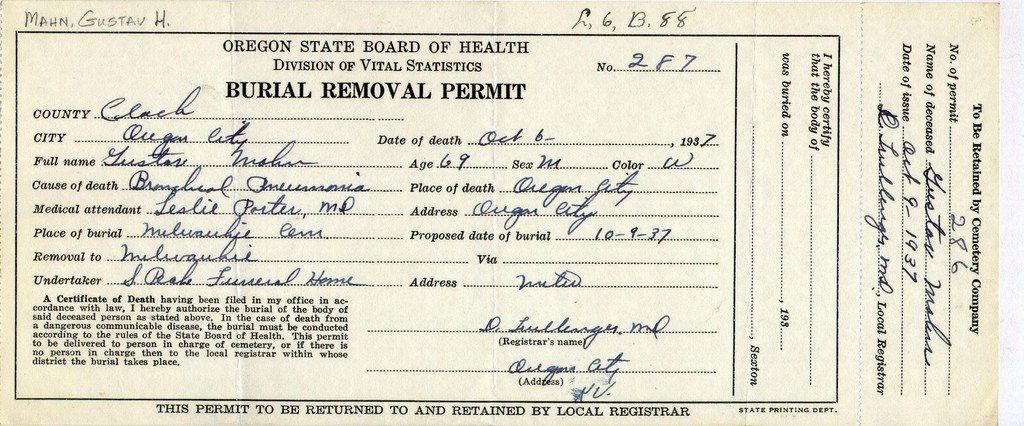 MAHN, GUSTAV H.
L, 6, B. 88
OREGON STATE BOARD OF HEALTH
DIVISION OF VITAL STATISTICS
No. 287
BURIAL REMOVAL PERMIT
COUNTY Clack
CITY Oregon City Date of death Oct 6- , 1937
Full name Gustav Mahn Age 69 Sex M Color W
Cause of death Bronchial Pneumonia Place of death Oregon City
Medical attendant Leslie Porter, MD Address Oregon City
Place of burial Milwaukie Cem Proposed date of burial 10-9-37
Removal to Milwaukie Via
Undertaker Funeral Home Address
A Certificate of Death having been filed in my office in ac-
cordance with law, I hereby authorize the burial of the body of
said deceased person as stated above. In the case of death from
a dangerous communicable disease, the burial must be conducted
according to the rules of the State Board of Health. This permit
to be delivered to person in charge of cemetery, or if there is
no person in charge then to the local registrar within whose
district the burial takes place.
MD
(Registrar's name)
Oregon City
(Address)
THIS PERMIT TO BE RETURNED TO AND RETAINED BY LOCAL REGISTRAR
STATE PRINTING DEPT.
I hereby certify
that the body of
was buried on , 193
, Sexton
To Be Retained by Cemetery Company
No. of permit 286
Name of deceased Gustav Mahn
Date of issue Oct 9- 1937
MD, Local Registrar